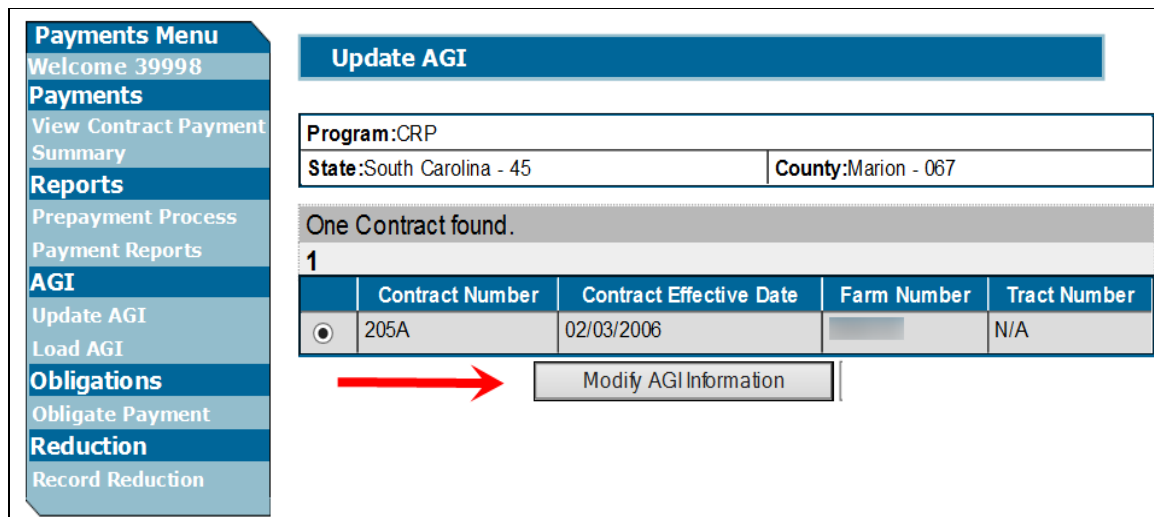 Payments Menu
Welcome 39998
Payments
View Contract Payment
Summary
Reports
Prepayment Process
Payment Reports
AGI
Update AGI
Load AGI
Obligations
Obligate Payment
Reduction
Record Reduction
Update AGI
Program:CRP
State:South Carolina - 45 County:Marion - 067
One Contract found.
1
Contract Number Contract Effective Date Farm Number Tract Number
205A 02/03/2006 N/A
Modify AGI Information